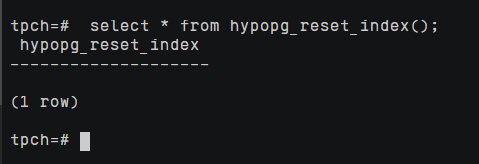 tpch=#  select * from hypopg_reset_index();
 hypopg_reset_index
--------------------
(1 row)
tpch=#